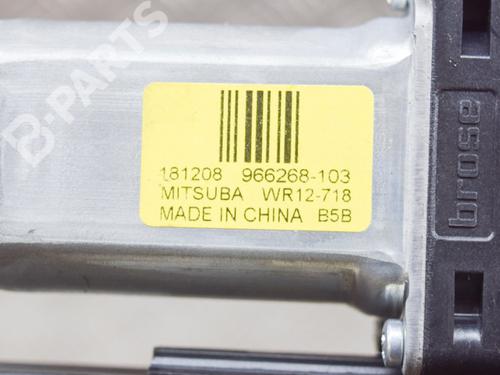 B-PARTS
181208 966268-103
MITSUBA WR12-718
MADE IN CHINA B5B
brose